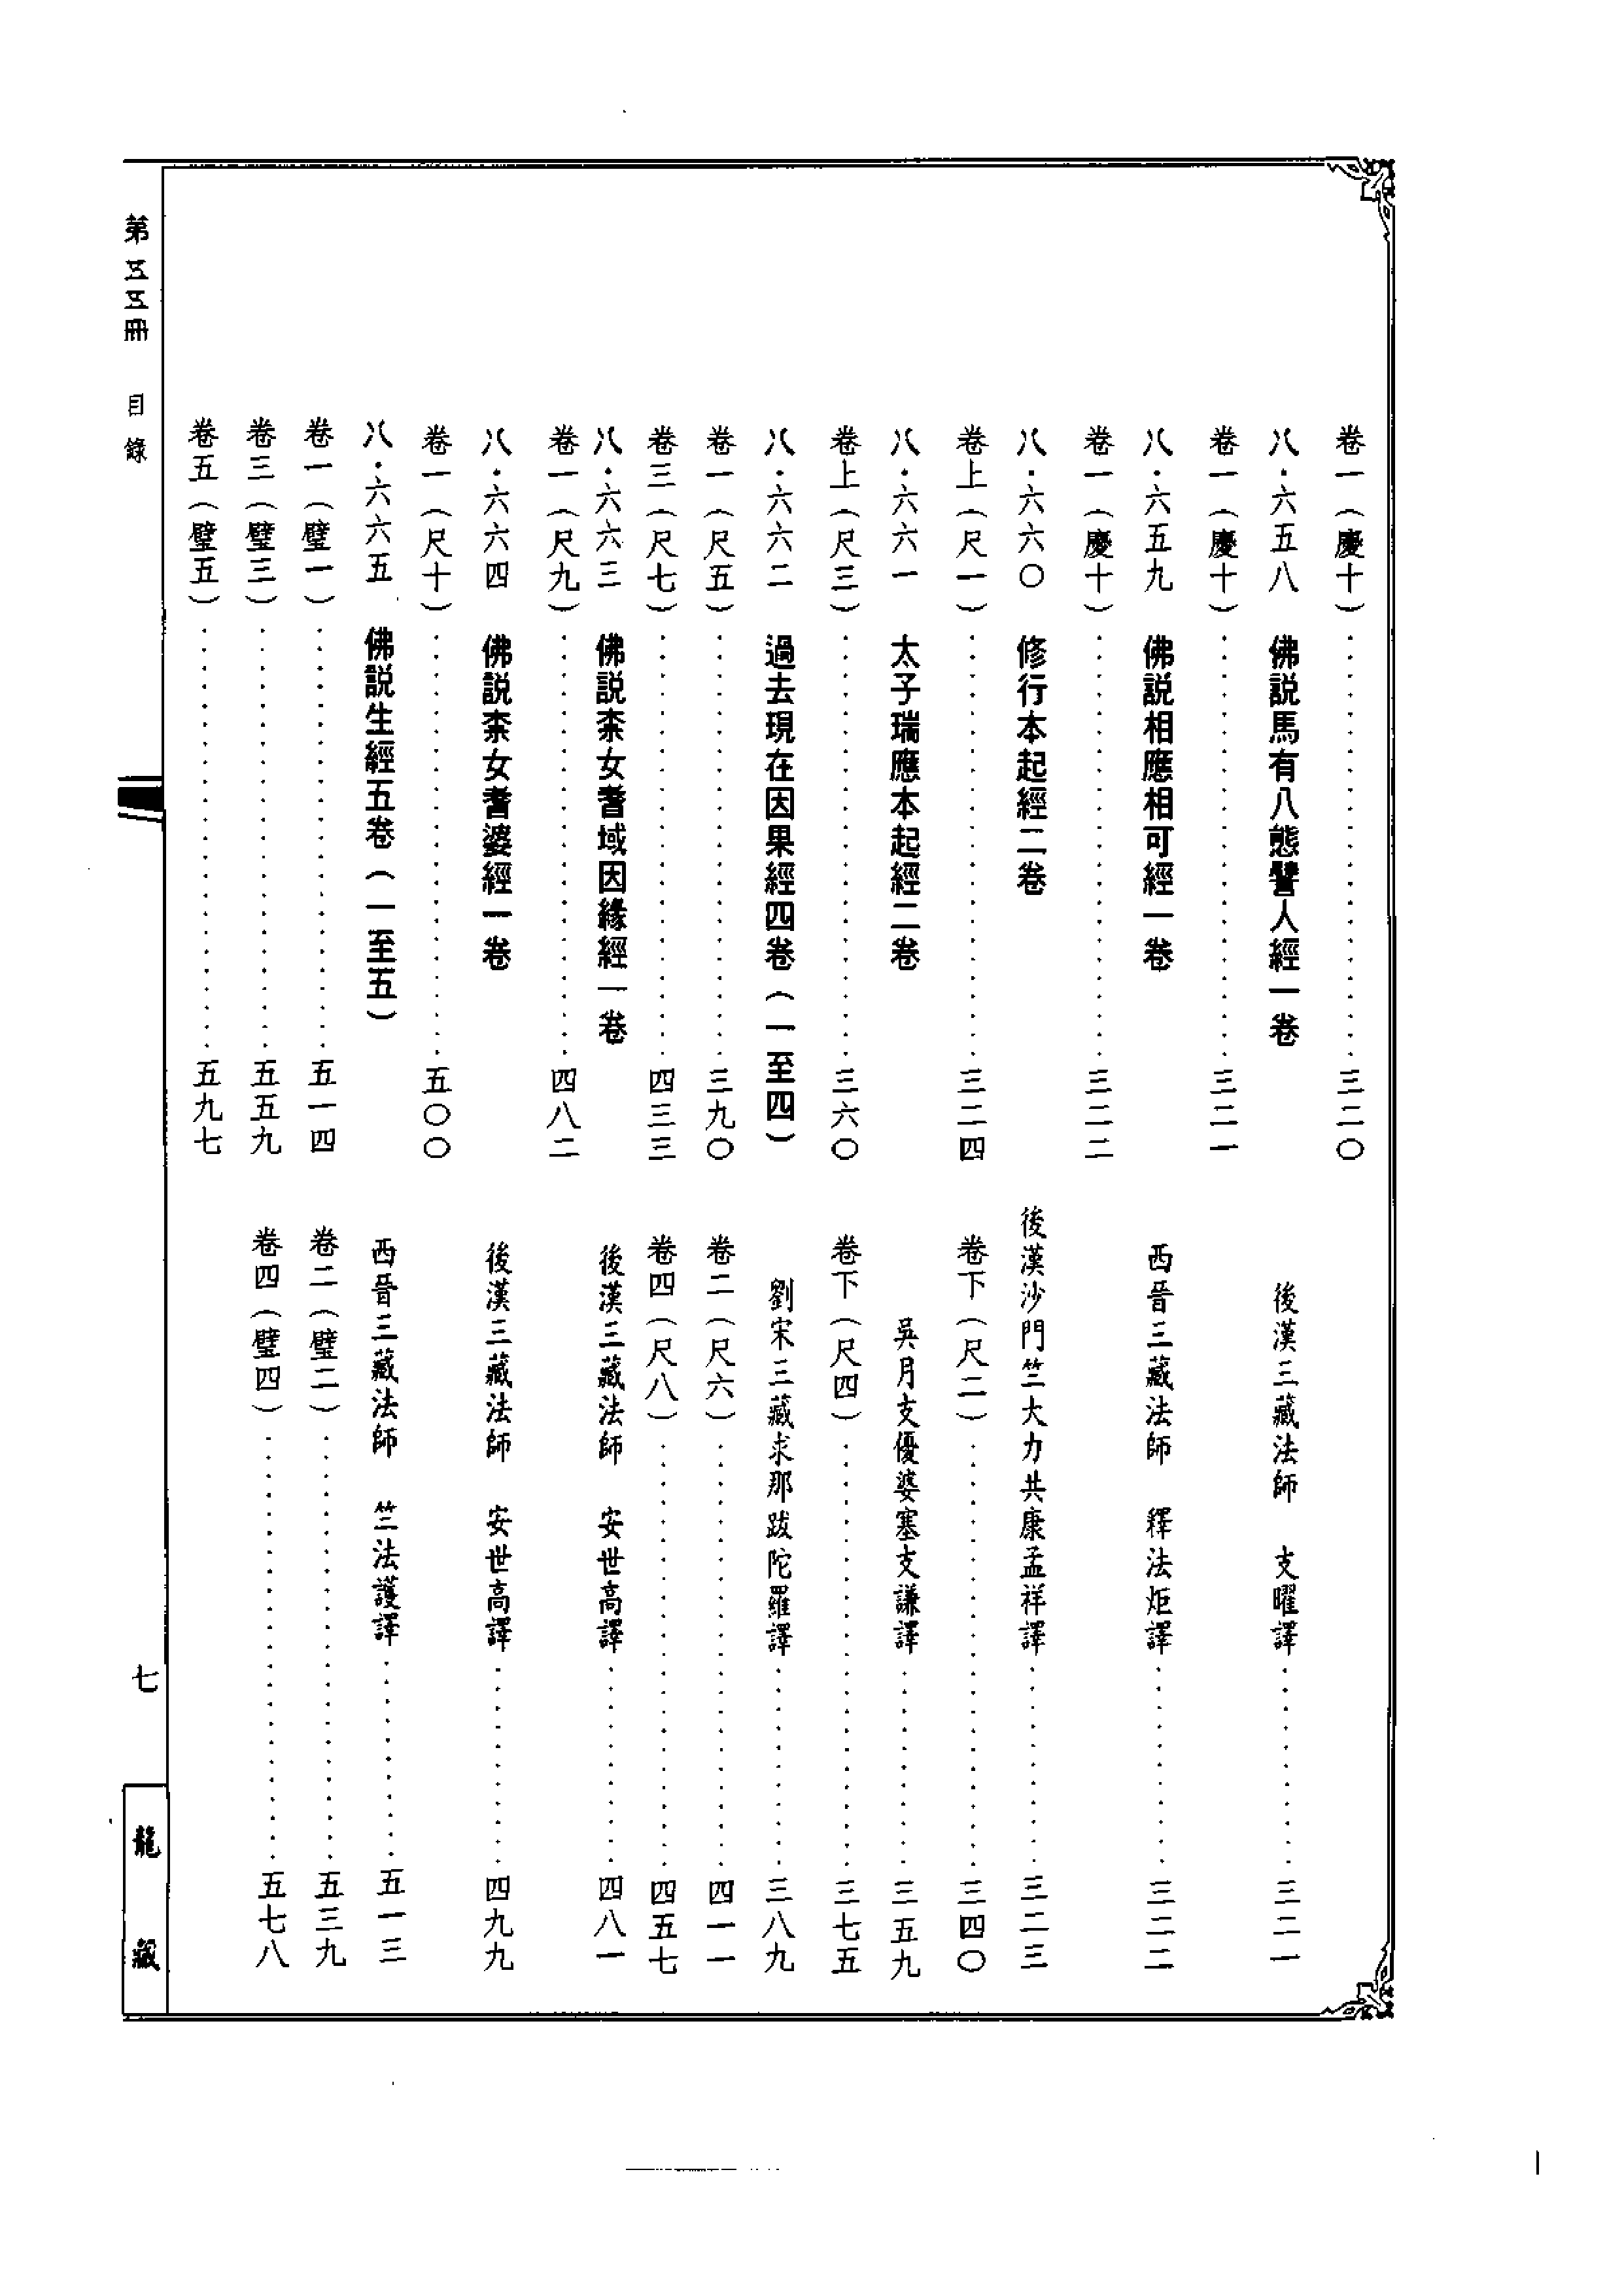 卷一（慶十）……三二〇
八·六五八　佛説馬有八態譬人經一卷　後漢三藏法師　支曜譯……三二一
卷一（慶十）……三二一
八·六五九　佛説相應相可經一卷　西晉三藏法師　釋法炬譯……三二二
卷一（慶十）……三二二
八·六六〇　修行本起經二卷　後漢沙門竺大力共康孟祥譯……三二三
卷上（尺一）……三二四　卷下（尺二）……三四〇
八·六六一　太子瑞應本起經二卷　吳月支優婆塞支謙譯……三五九
卷上（尺三）……三六〇　卷下（尺四）……三七五
八·六六二　過去現在因果經四卷（一至四）　劉宋三藏求那跋陀羅譯……三八九
卷一（尺五）……三九〇　卷二（尺六）……四一一
卷三（尺七）……四三三　卷四（尺八）……四五七
八·六六三　佛説柰女耆域因緣經一卷　後漢三藏法師　安世高譯……四八一
卷一（尺九）……四八二
八·六六四　佛説柰女耆婆經一卷　後漢三藏法師　安世高譯……四九九
卷一（尺十）……五〇〇
八·六六五　佛説生經五卷（一至五）　西晉三藏法師　竺法護譯……五一三
卷一（璧一）……五一四　卷二（璧二）……五三九
卷三（璧三）……五五九　卷四（璧四）……五七八
卷五（璧五）……五九七
第五五冊　目錄　七
龍藏